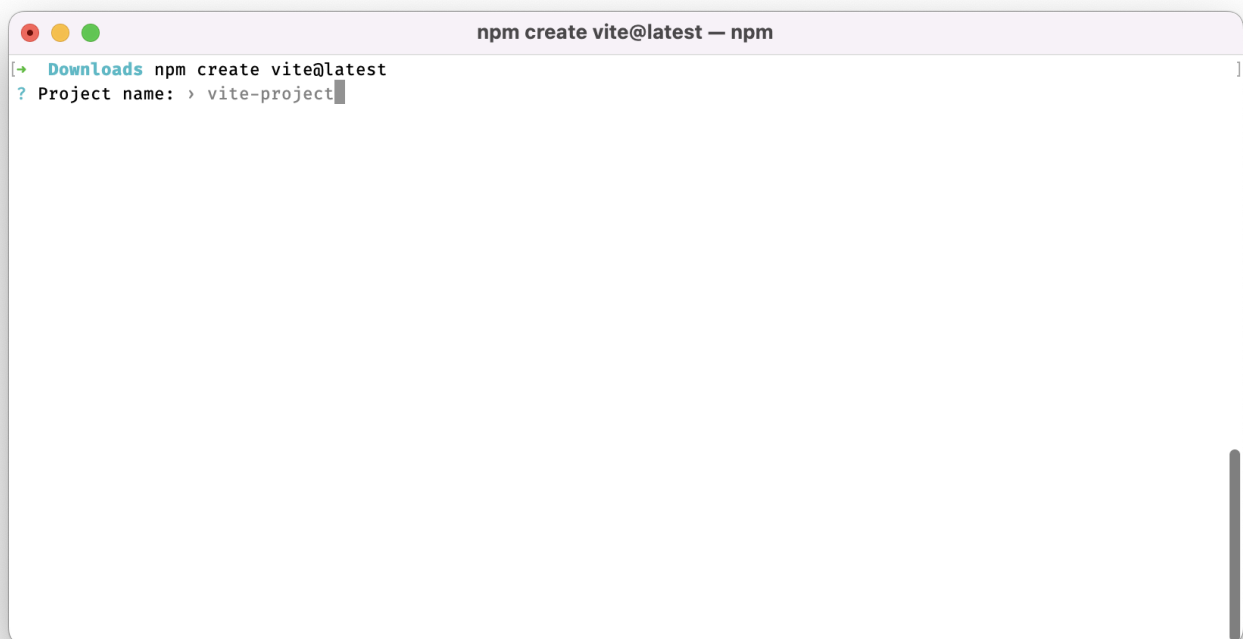 npm create vite@latest — npm
[→ Downloads npm create vite@latest ]
? Project name: › vite-project